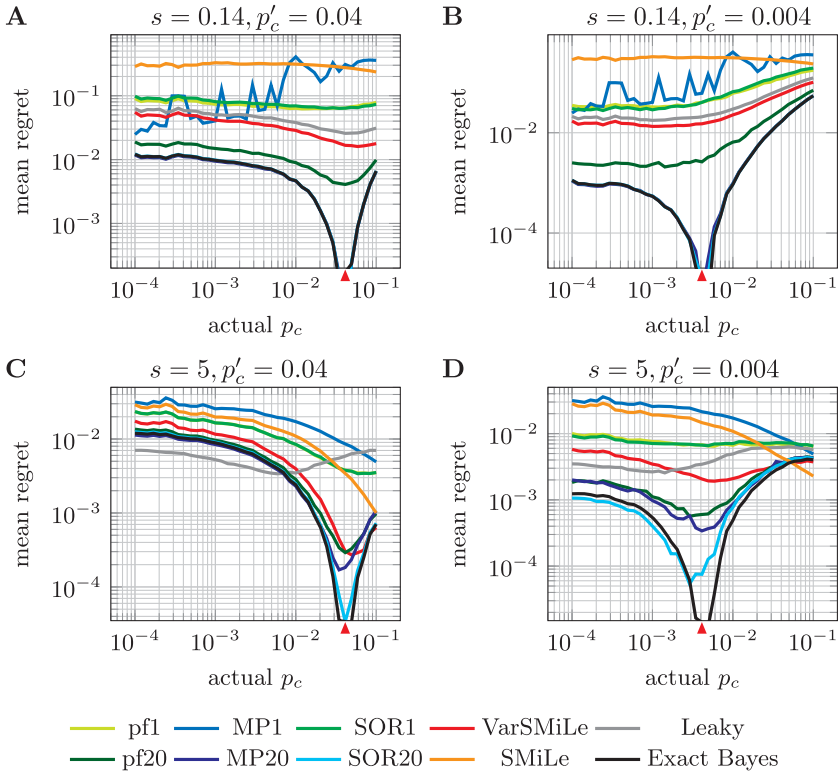 A s = 0.14, p′c = 0.04
mean regret
10⁻¹
10⁻²
10⁻³
10⁻⁴ 10⁻³ 10⁻² 10⁻¹
actual pc
B s = 0.14, p′c = 0.004
mean regret
10⁻²
10⁻⁴
10⁻⁴ 10⁻³ 10⁻² 10⁻¹
actual pc
C s = 5, p′c = 0.04
mean regret
10⁻²
10⁻³
10⁻⁴
10⁻⁴ 10⁻³ 10⁻² 10⁻¹
actual pc
D s = 5, p′c = 0.004
mean regret
10⁻²
10⁻³
10⁻⁴
10⁻⁴ 10⁻³ 10⁻² 10⁻¹
actual pc
pf1 MP1 SOR1 VarSMiLe Leaky
pf20 MP20 SOR20 SMiLe Exact Bayes